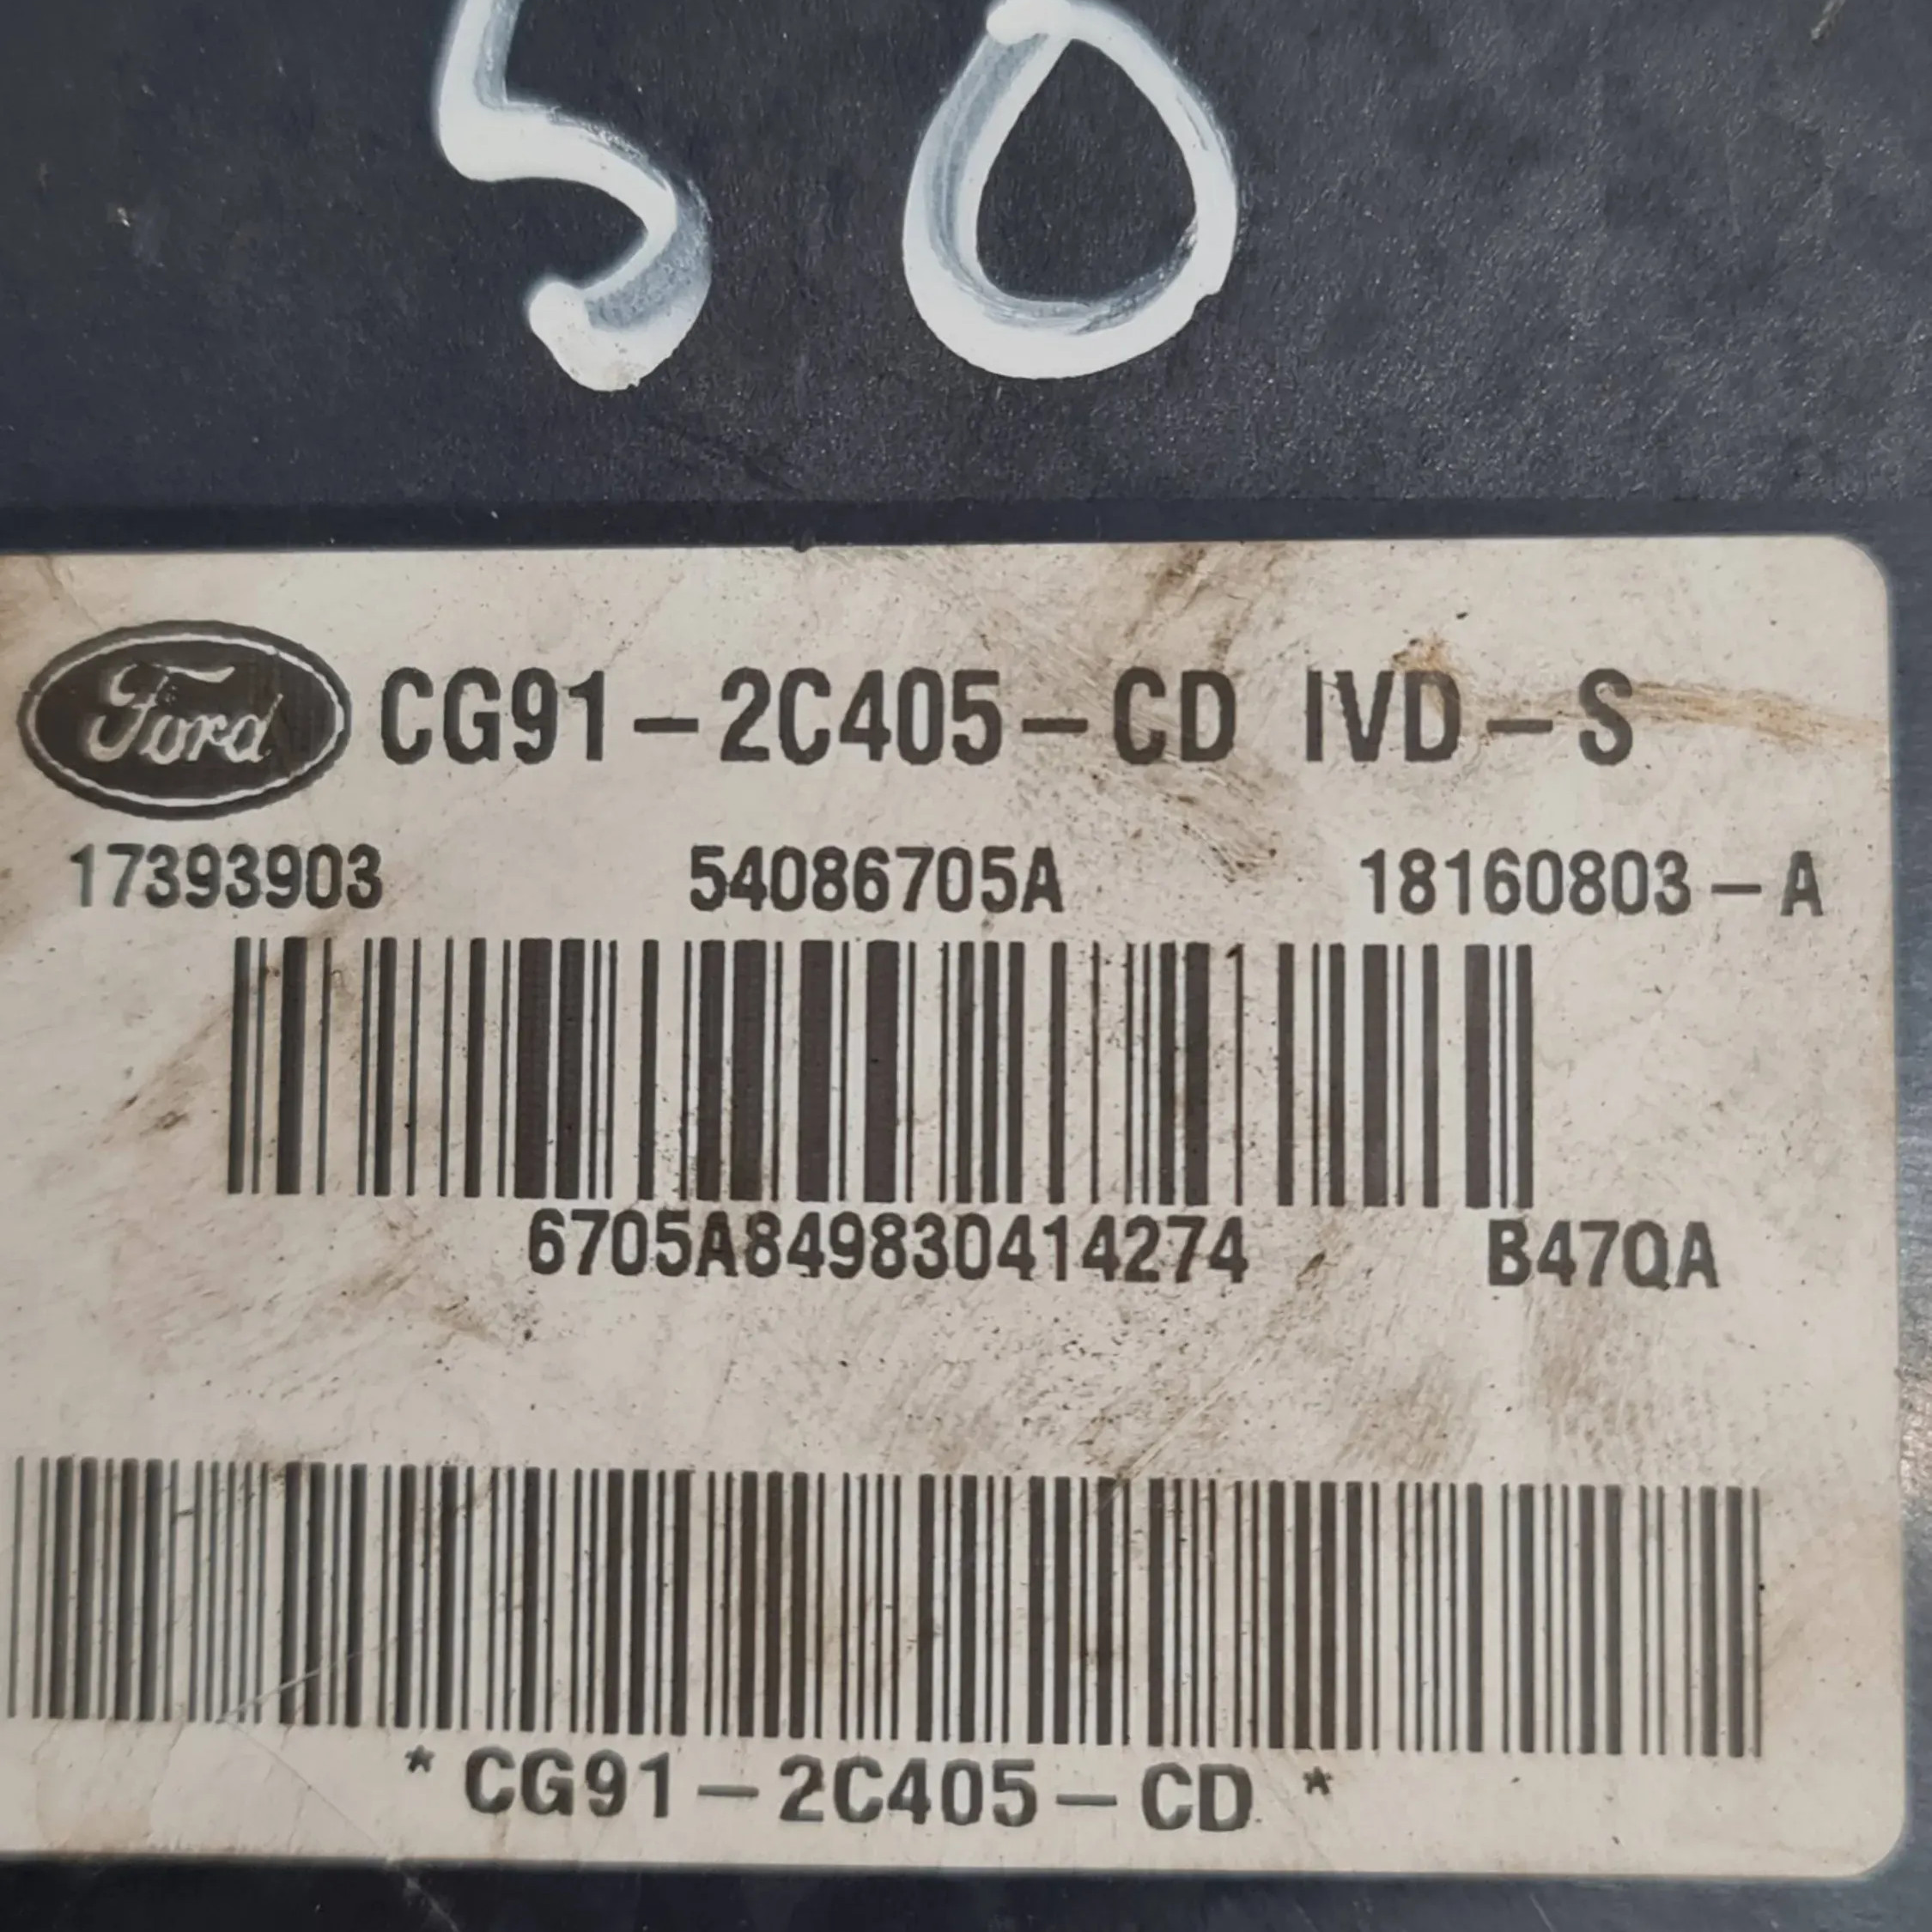 50
Ford CG91-2C405-CD IVD-S
17393903 54086705A 18160803-A
6705A849830414274 B47QA
*CG91-2C405-CD*